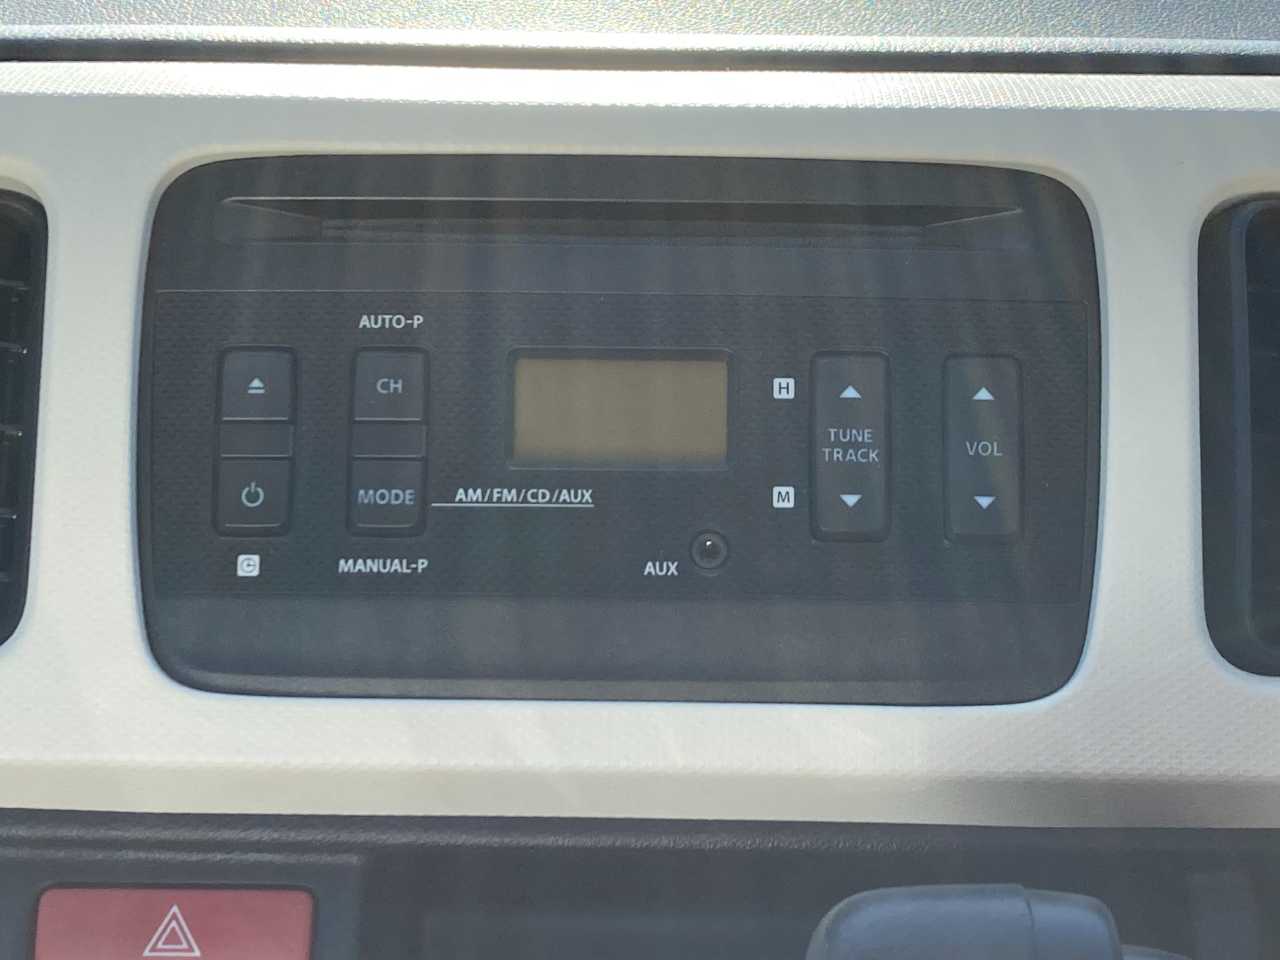 AUTO-P
CH
H
TUNE
TRACK
VOL
MODE
AM/FM/CD/AUX
M
MANUAL-P
AUX